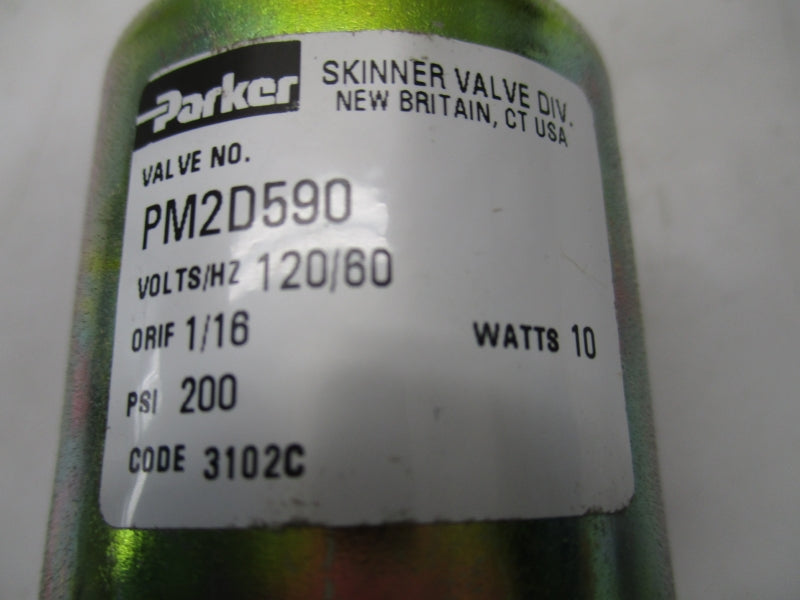 Parker
SKINNER VALVE DIV.
NEW BRITAIN, CT USA
VALVE NO.
PM2D590
VOLTS/HZ 120/60
ORIF 1/16 WATTS 10
PSI 200
CODE 3102C